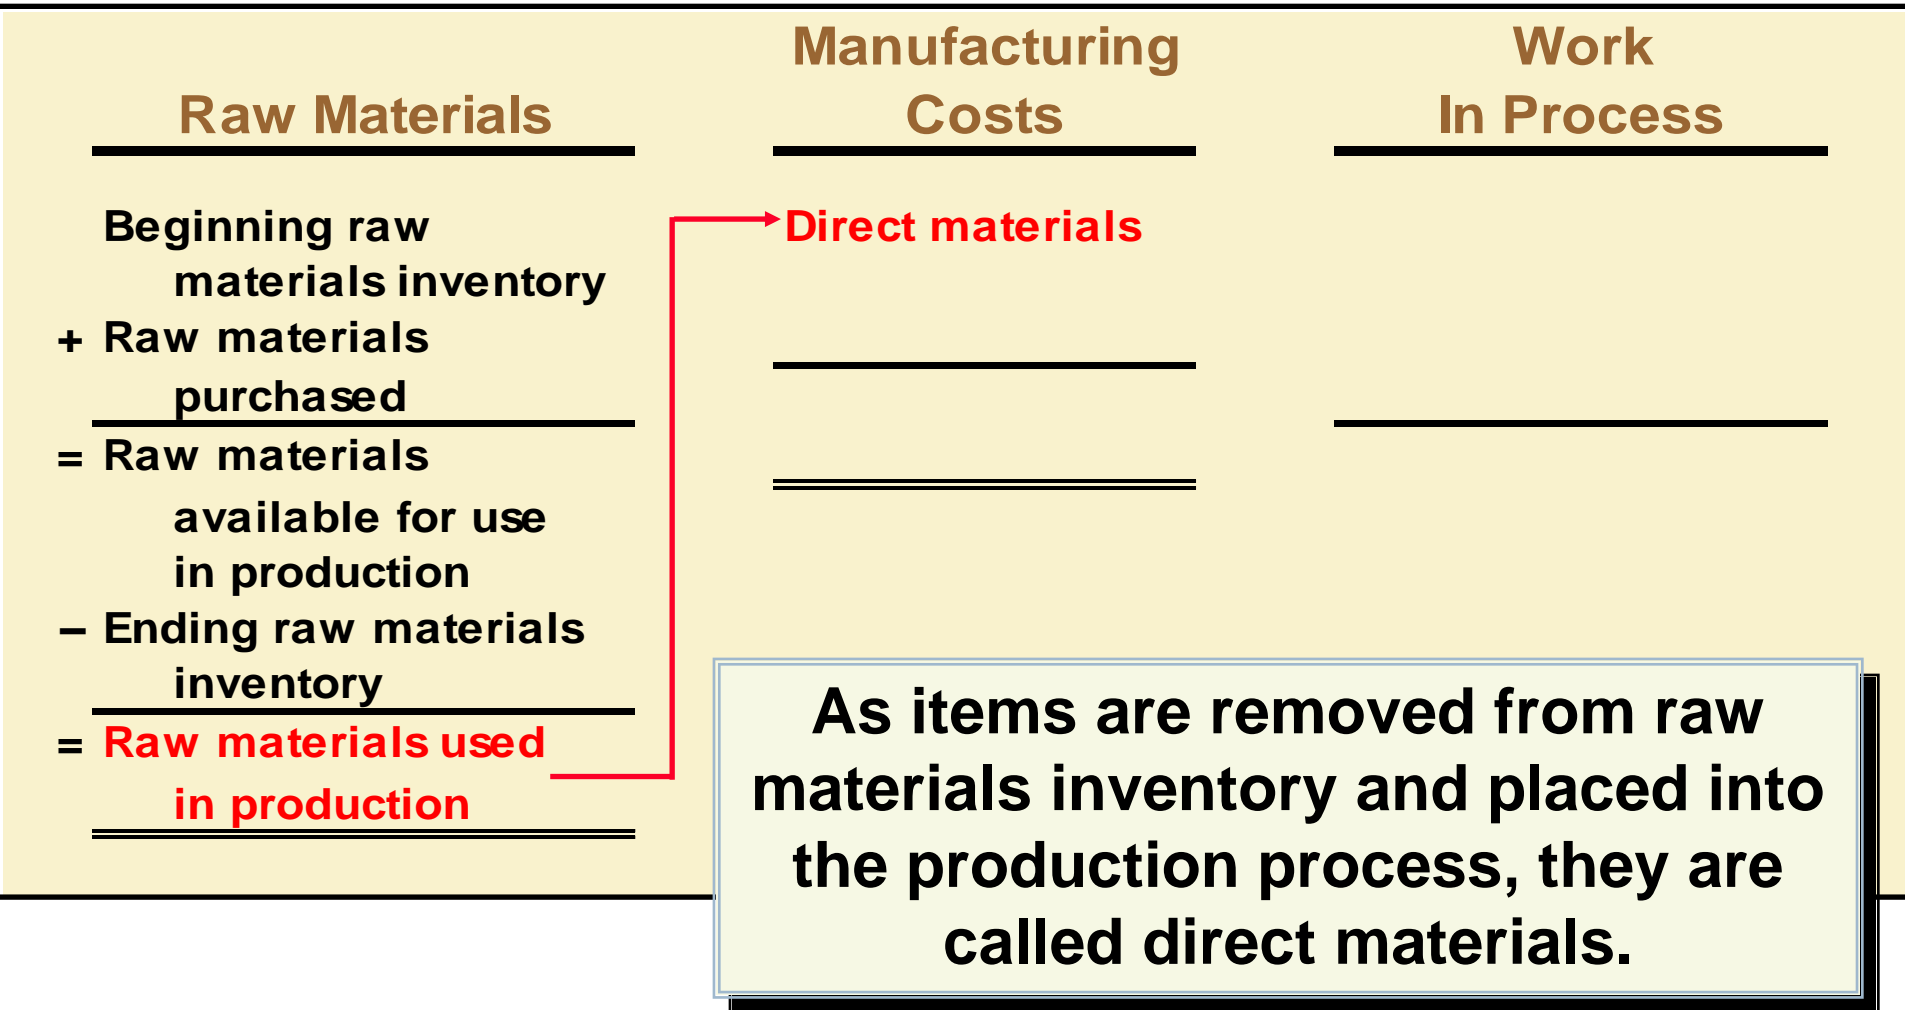 Raw Materials
Beginning raw
materials inventory
+ Raw materials
purchased
= Raw materials
available for use
in production
– Ending raw materials
inventory
= Raw materials used
in production
Manufacturing
Costs
Direct materials
Work
In Process
As items are removed from raw
materials inventory and placed into
the production process, they are
called direct materials.